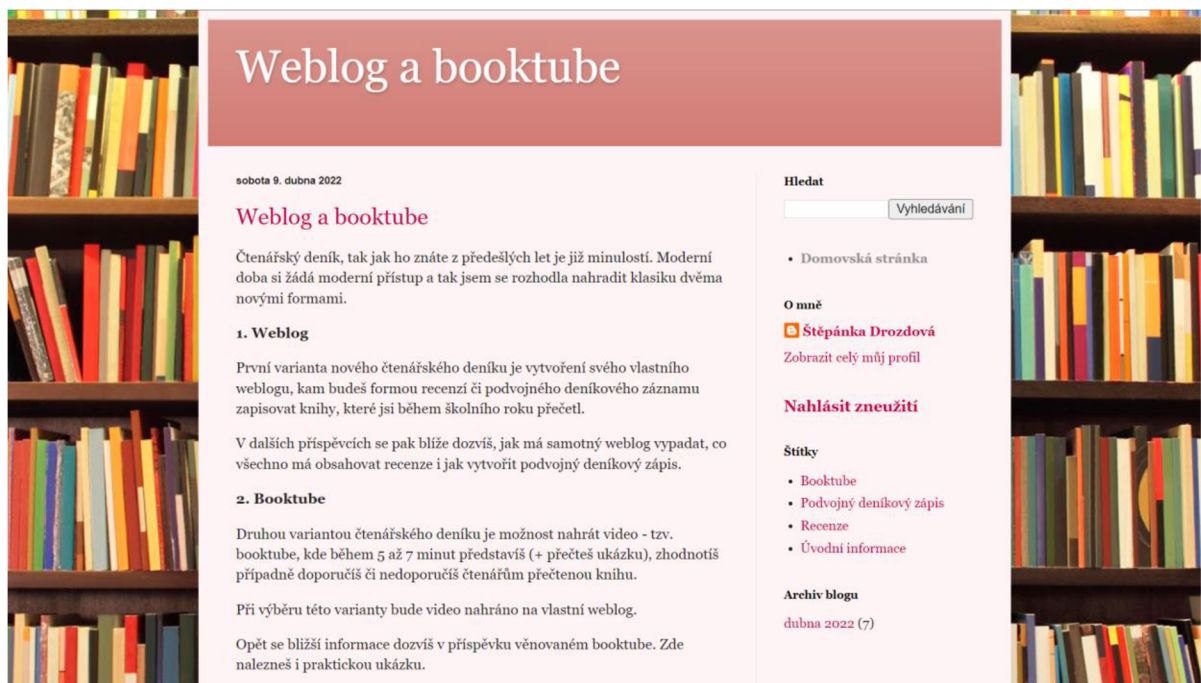 Weblog a booktube
sobota 9. dubna 2022
Weblog a booktube
Čtenářský deník, tak jak ho znáte z předešlých let je již minulostí. Moderní
doba si žádá moderní přístup a tak jsem se rozhodla nahradit klasiku dvěma
novými formami.
1. Weblog
První varianta nového čtenářského deníku je vytvoření svého vlastního
weblogu, kam budeš formou recenzí či podvojného deníkového záznamu
zapisovat knihy, které jsi během školního roku přečetl.
V dalších příspěvcích se pak blíže dozvíš, jak má samotný weblog vypadat, co
všechno má obsahovat recenze i jak vytvořit podvojný deníkový zápis.
2. Booktube
Druhou variantou čtenářského deníku je možnost nahrát video - tzv.
booktube, kde během 5 až 7 minut představíš (+ přečteš ukázku), zhodnotíš
případně doporučíš či nedoporučíš čtenářům přečtenou knihu.
Při výběru této varianty bude video nahráno na vlastní weblog.
Opět se bližší informace dozvíš v příspěvku věnovaném booktube. Zde
nalezneš i praktickou ukázku.
Hledat
Vyhledávání
• Domovská stránka
O mně
Štěpánka Drozdová
Zobrazit celý můj profil
Nahlásit zneužití
Štítky
• Booktube
• Podvojný deníkový zápis
• Recenze
• Úvodní informace
Archiv blogu
dubna 2022 (7)